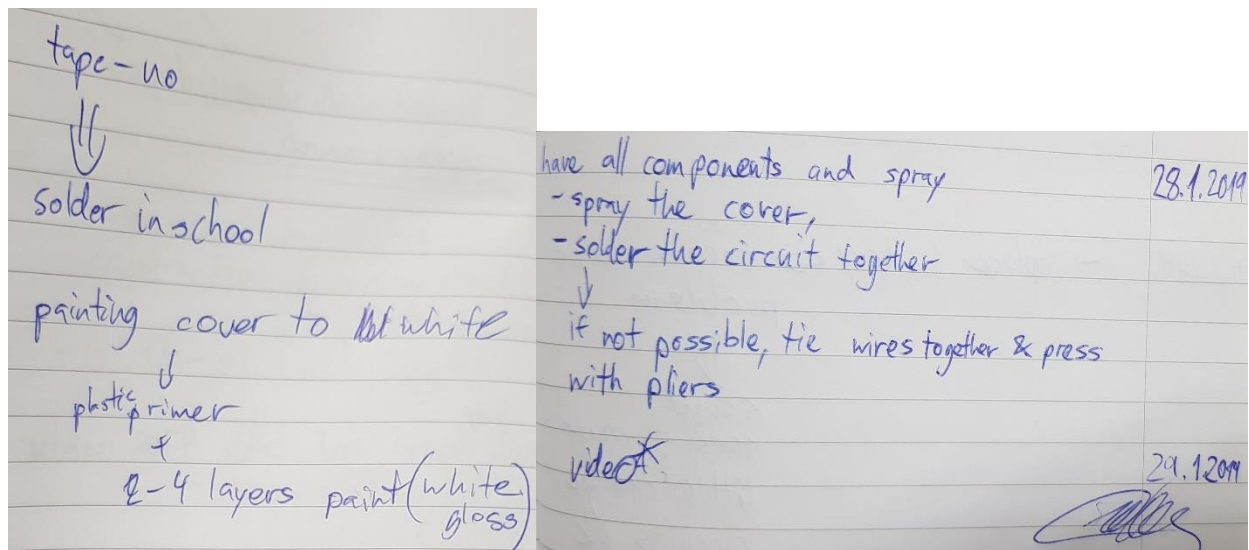 tape - no
solder in school
painting cover to white
plastic primer
+
2-4 layers paint (white gloss)
have all components and spray 28.1.2019
- spray the cover,
- solder the circuit together
if not possible, tie wires together & press
with pliers
video 29.1.2019